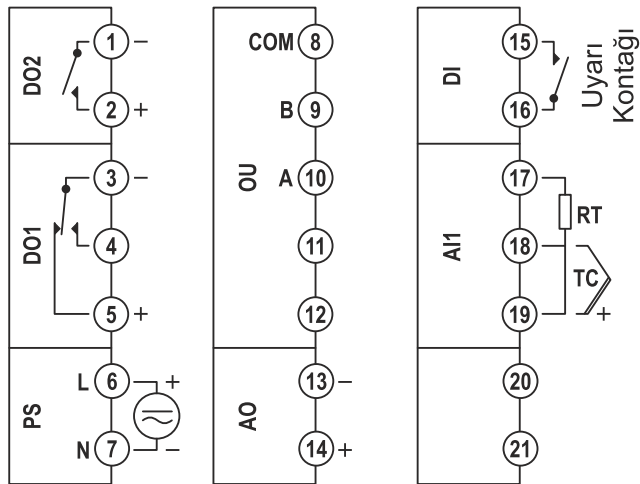 DO2
1 −
2 +
DO1
3 −
4
5 +
PS
L 6 +
N 7 −
OU
COM 8
B 9
A 10
11
12
AO
13 −
14 +
DI
15
16
Uyarı
Kontağı
AI1
17
RT
18
TC
19 +
20
21